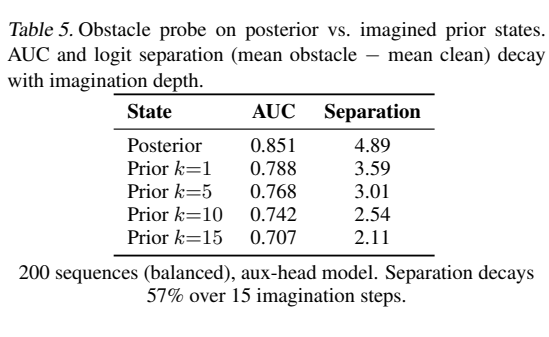 Table 5. Obstacle probe on posterior vs. imagined prior states.
AUC and logit separation (mean obstacle − mean clean) decay
with imagination depth.
State AUC Separation
Posterior 0.851 4.89
Prior k=1 0.788 3.59
Prior k=5 0.768 3.01
Prior k=10 0.742 2.54
Prior k=15 0.707 2.11
200 sequences (balanced), aux-head model. Separation decays
57% over 15 imagination steps.